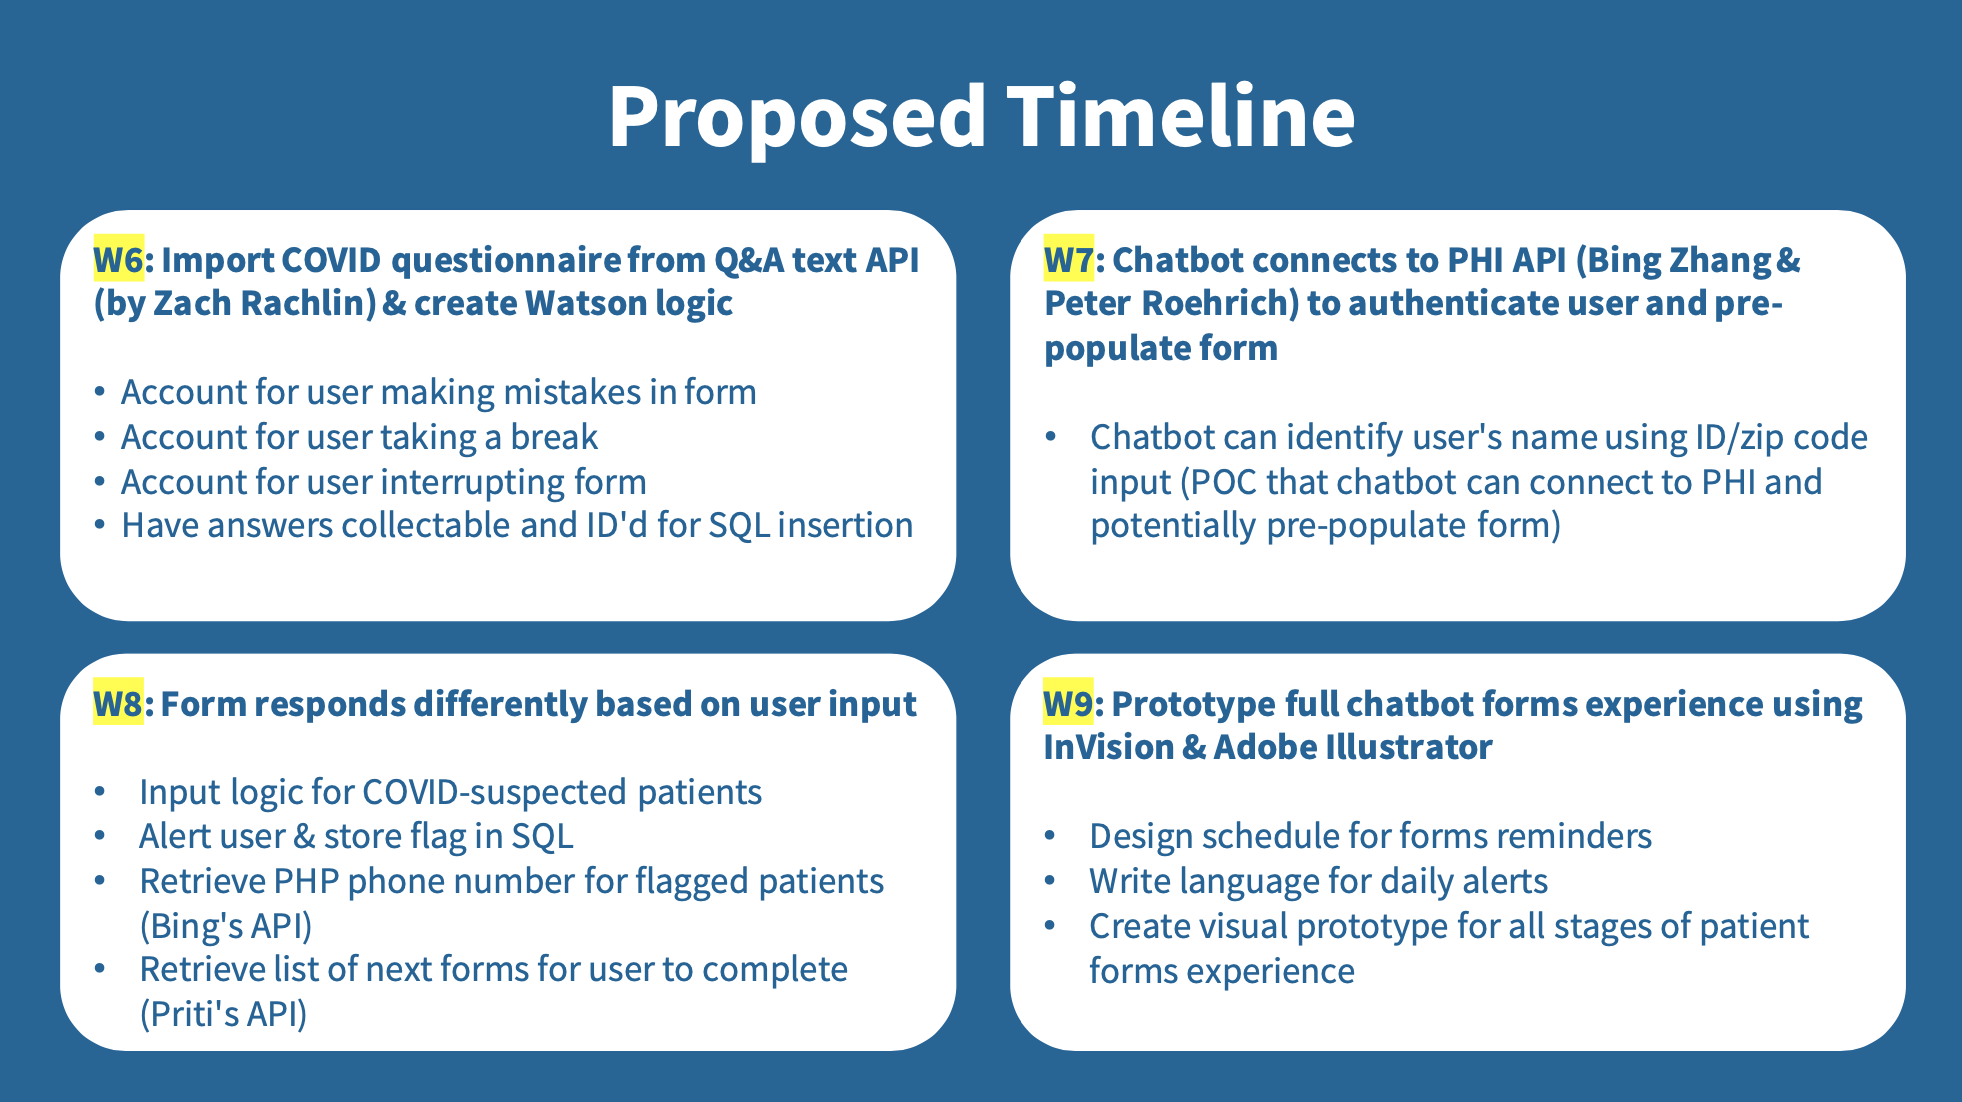 Proposed Timeline
W6: Import COVID questionnaire from Q&A text API
(by Zach Rachlin) & create Watson logic
• Account for user making mistakes in form
• Account for user taking a break
• Account for user interrupting form
• Have answers collectable and ID'd for SQL insertion
W7: Chatbot connects to PHI API (Bing Zhang &
Peter Roehrich) to authenticate user and pre-
populate form
• Chatbot can identify user's name using ID/zip code
input (POC that chatbot can connect to PHI and
potentially pre-populate form)
W8: Form responds differently based on user input
• Input logic for COVID-suspected patients
• Alert user & store flag in SQL
• Retrieve PHP phone number for flagged patients
(Bing's API)
• Retrieve list of next forms for user to complete
(Priti's API)
W9: Prototype full chatbot forms experience using
InVision & Adobe Illustrator
• Design schedule for forms reminders
• Write language for daily alerts
• Create visual prototype for all stages of patient
forms experience